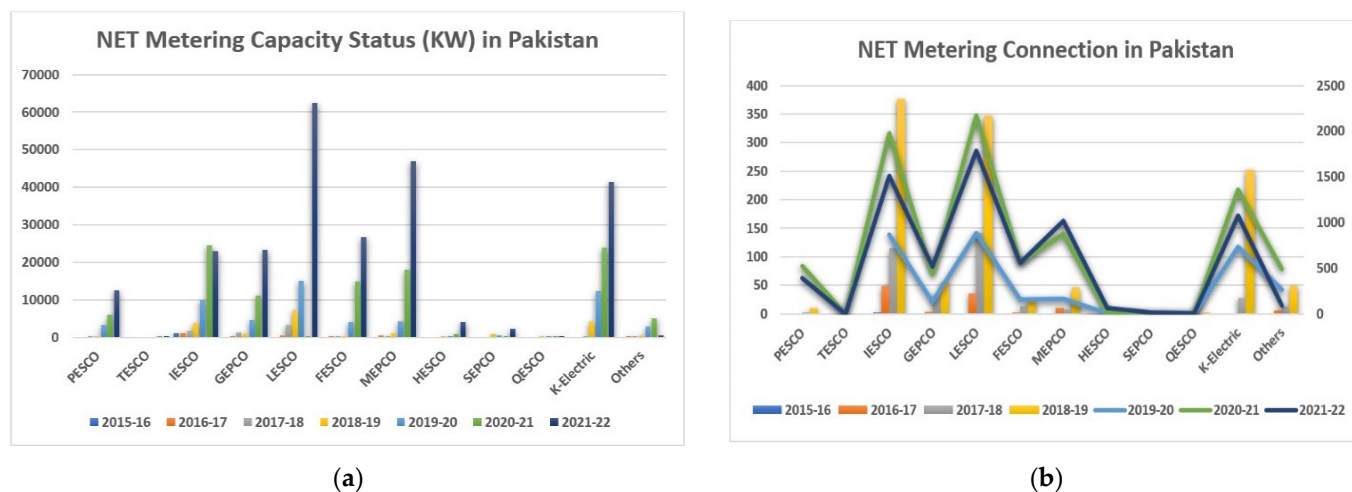 NET Metering Capacity Status (KW) in Pakistan
70000
60000
50000
40000
30000
20000
10000
0
PESCO
TESCO
IESCO
GEPCO
LESCO
FESCO
MEPCO
HESCO
SEPCO
QESCO
K-Electric
Others
2015-16 2016-17 2017-18 2018-19 2019-20 2020-21 2021-22
(a)
NET Metering Connection in Pakistan
400
350
300
250
200
150
100
50
0
2500
2000
1500
1000
500
0
PESCO
TESCO
IESCO
GEPCO
LESCO
FESCO
MEPCO
HESCO
SEPCO
QESCO
K-Electric
Others
2015-16 2016-17 2017-18 2018-19 2019-20 2020-21 2021-22
(b)